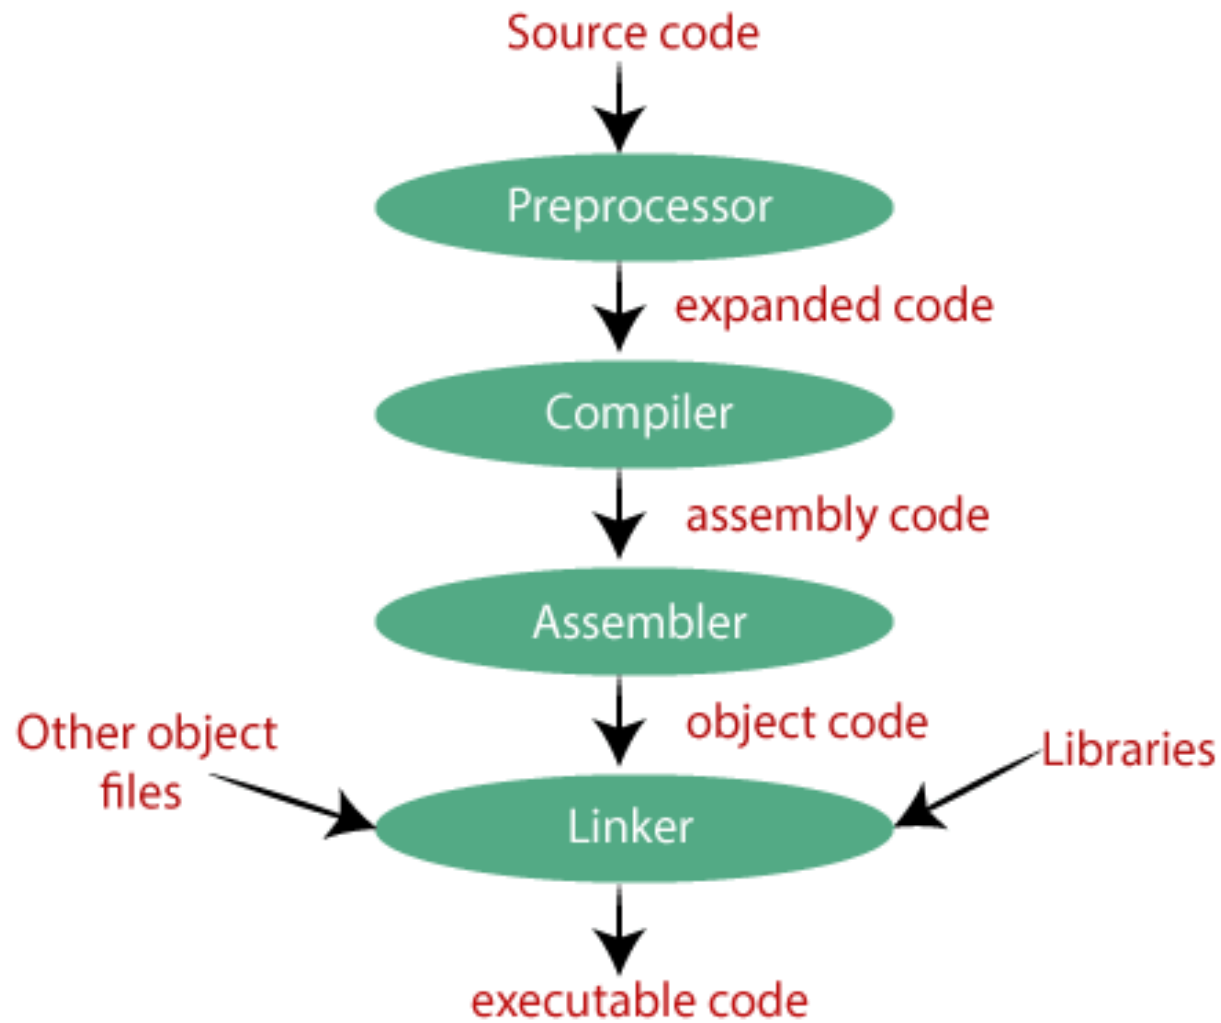 Source code
Preprocessor
expanded code
Compiler
assembly code
Assembler
object code
Other object
files
Libraries
Linker
executable code